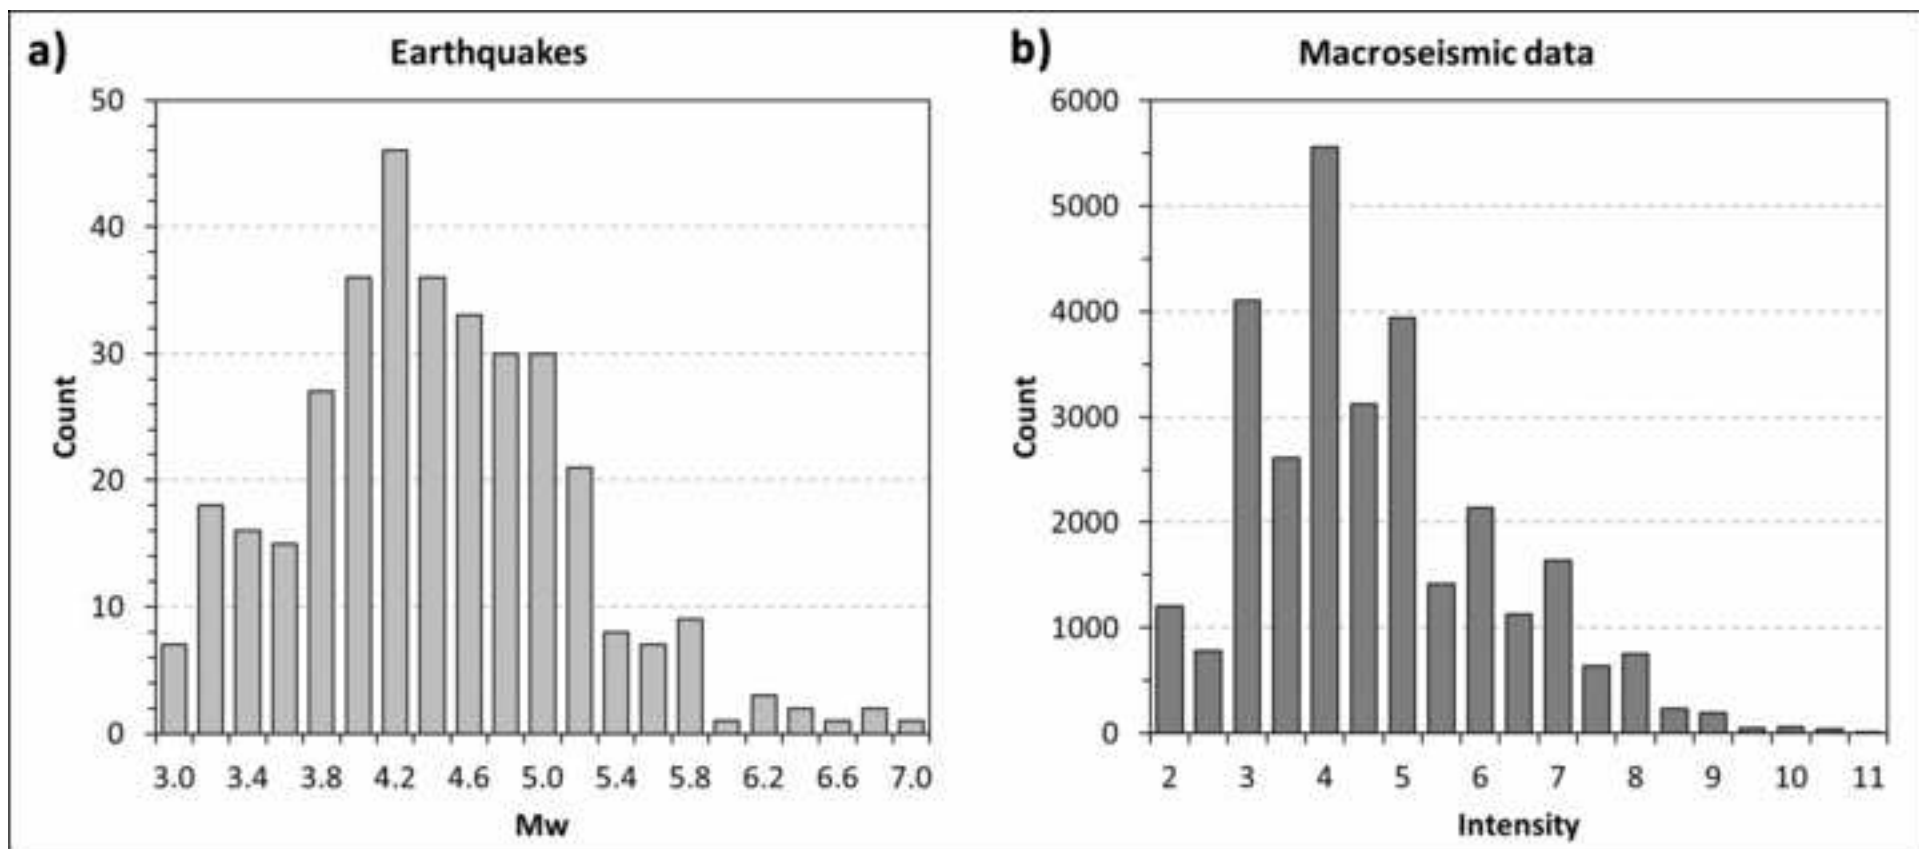 a)
Earthquakes
50
40
30
20
10
0
Count
3.0 3.4 3.8 4.2 4.6 5.0 5.4 5.8 6.2 6.6 7.0
Mw
b)
Macroseismic data
6000
5000
4000
3000
2000
1000
0
Count
2 3 4 5 6 7 8 9 10 11
Intensity